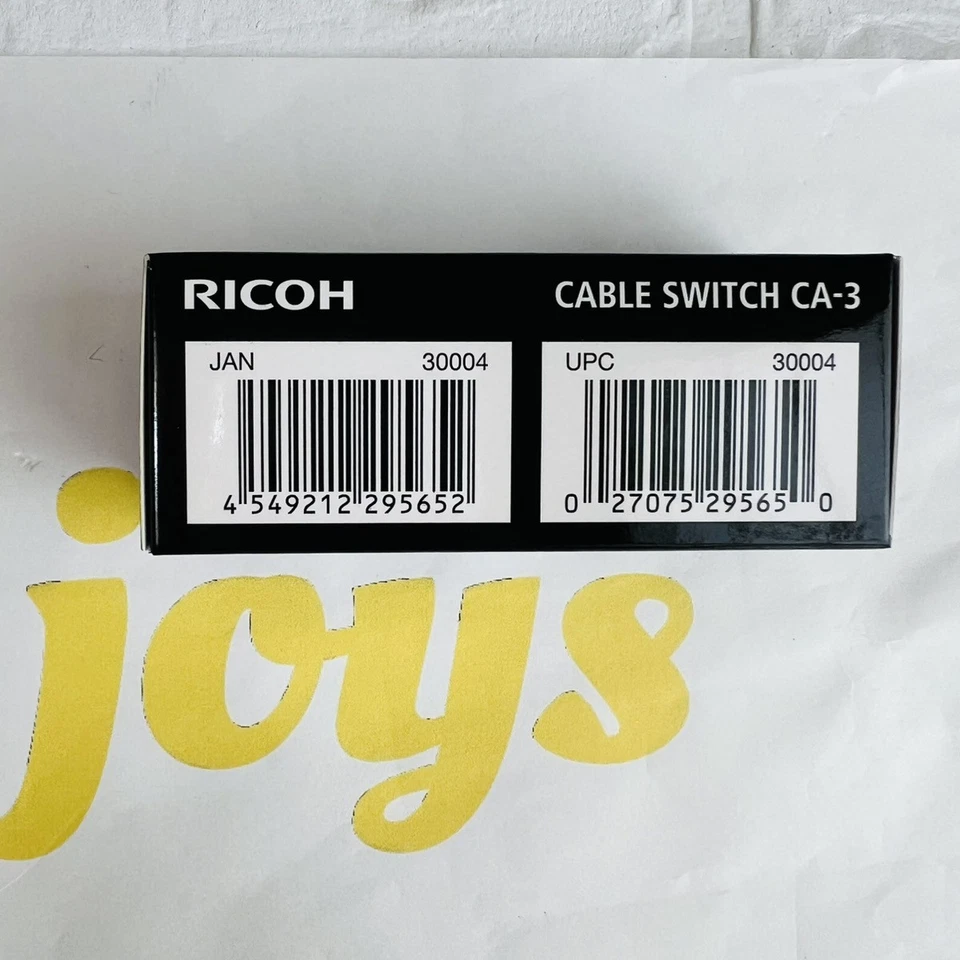 RICOH CABLE SWITCH CA-3
JAN 30004
4 549212 295652
UPC 30004
0 27075 29565 0
joys